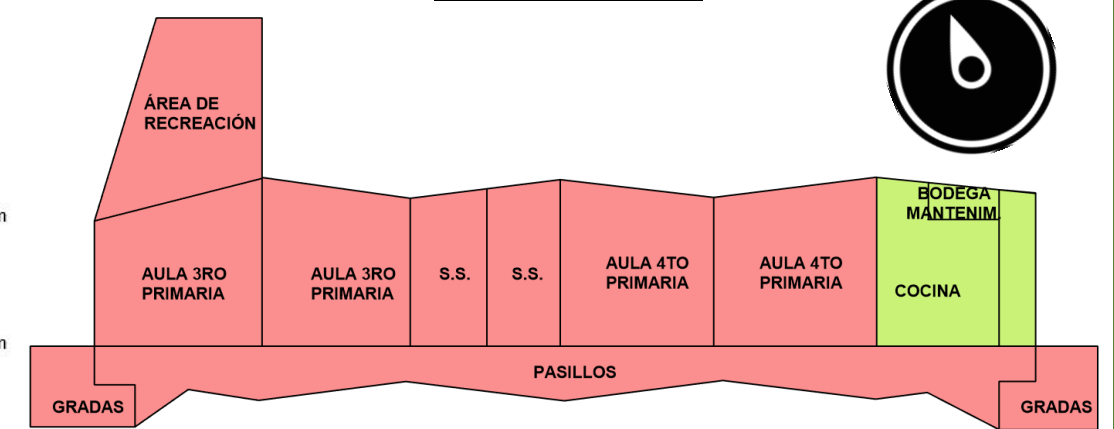 ÁREA DE
RECREACIÓN
BODEGA
MANTENIM.
AULA 3RO
PRIMARIA
AULA 3RO
PRIMARIA
S.S.
S.S.
AULA 4TO
PRIMARIA
AULA 4TO
PRIMARIA
COCINA
PASILLOS
GRADAS
GRADAS